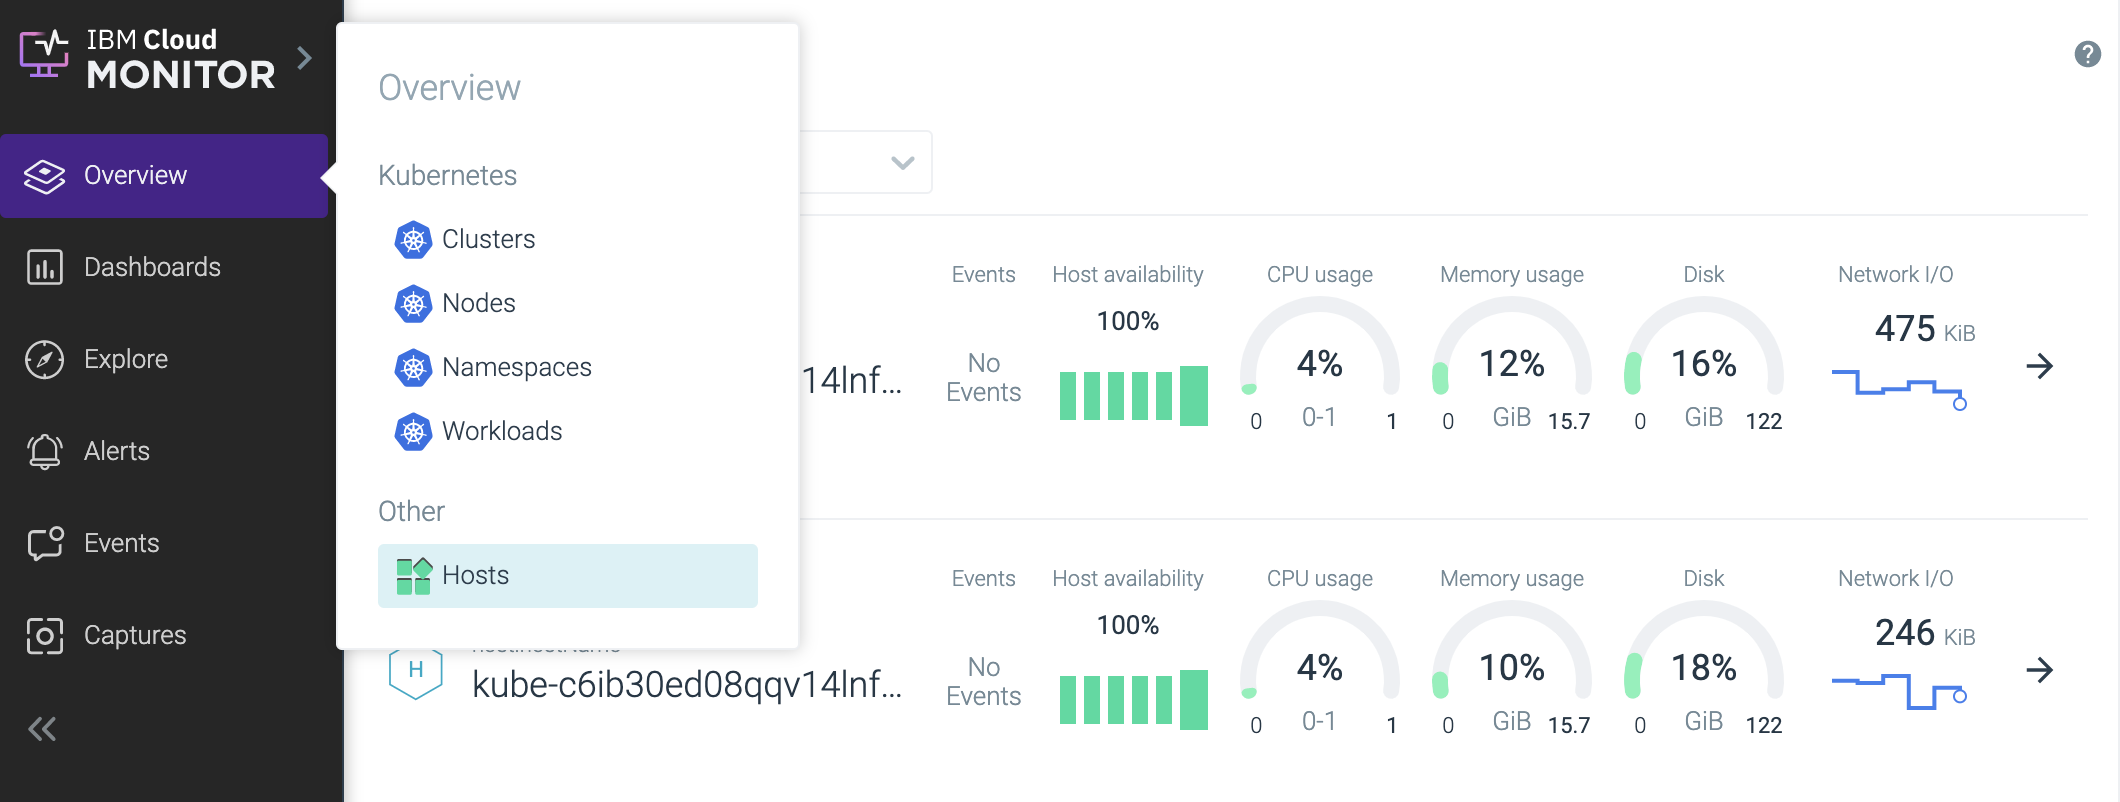 IBM Cloud
MONITOR
Overview
Dashboards
Explore
Alerts
Events
Captures
Overview
Kubernetes
Clusters
Nodes
Namespaces
Workloads
Other
Hosts
?
Events
Host availability
CPU usage
Memory usage
Disk
Network I/O
14lnf...
No
Events
100%
4%
0 0-1 1
12%
0 GiB 15.7
16%
0 GiB 122
475 KiB
Events
Host availability
CPU usage
Memory usage
Disk
Network I/O
H
kube-c6ib30ed08qqv14lnf...
No
Events
100%
4%
0 0-1 1
10%
0 GiB 15.7
18%
0 GiB 122
246 KiB